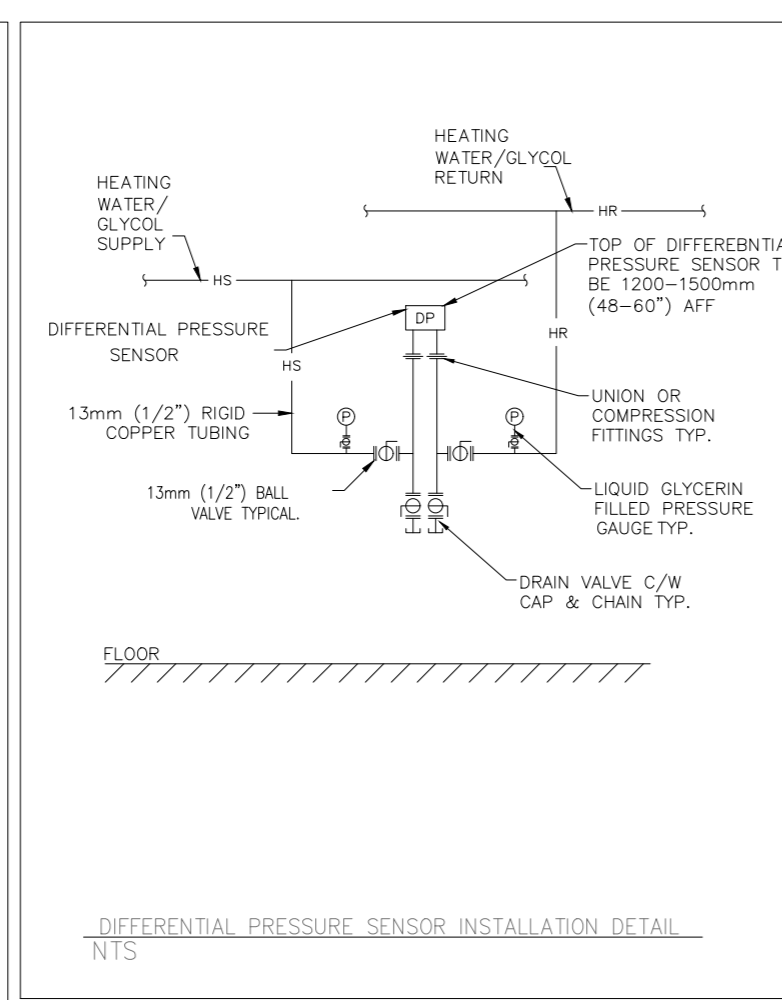 HEATING
WATER/GLYCOL
RETURN
HEATING
WATER/
GLYCOL
SUPPLY
HR
TOP OF DIFFEREBNTIA
PRESSURE SENSOR T
BE 1200-1500mm
(48-60") AFF
HS
DP
DIFFERENTIAL PRESSURE
SENSOR
HR
HS
UNION OR
COMPRESSION
FITTINGS TYP.
13mm (1/2") RIGID
COPPER TUBING
P
P
13mm (1/2") BALL
VALVE TYPICAL.
LIQUID GLYCERIN
FILLED PRESSURE
GAUGE TYP.
DRAIN VALVE C/W
CAP & CHAIN TYP.
FLOOR
DIFFERENTIAL PRESSURE SENSOR INSTALLATION DETAIL
NTS